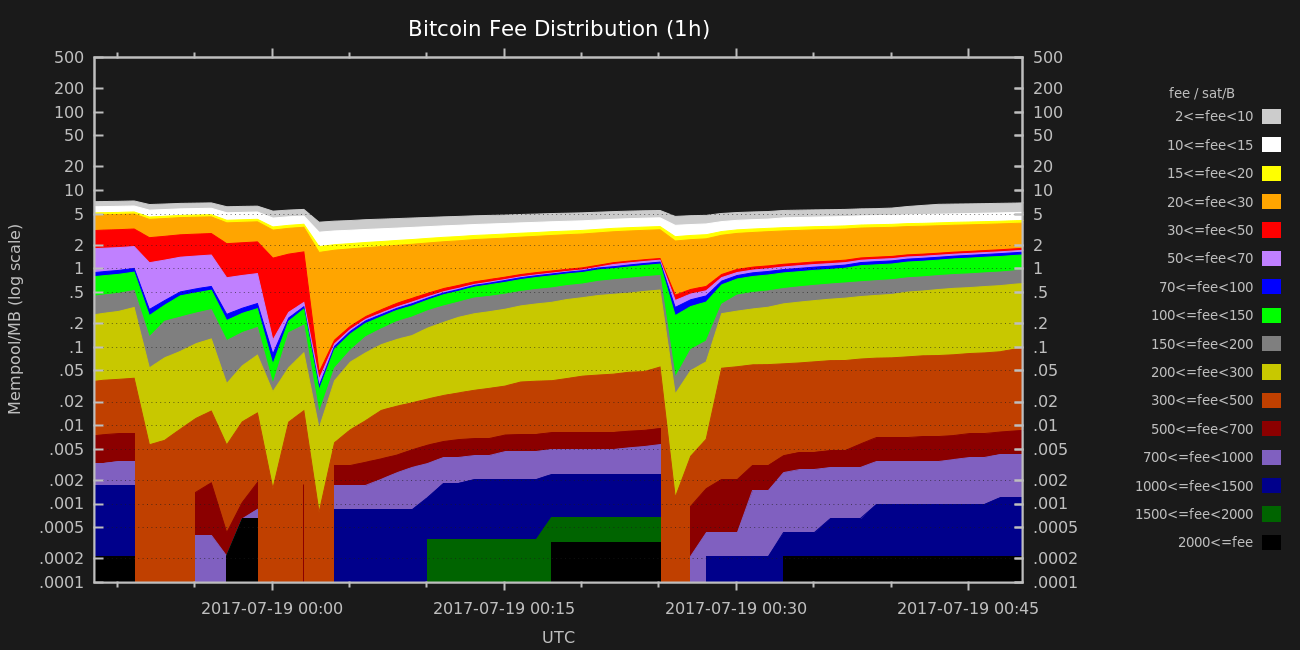 Bitcoin Fee Distribution (1h)
Mempool/MB (log scale)
500
200
100
50
20
10
5
2
1
.5
.2
.1
.05
.02
.01
.005
.002
.001
.0005
.0002
.0001
500
200
100
50
20
10
5
2
1
.5
.2
.1
.05
.02
.01
.005
.002
.001
.0005
.0002
.0001
2017-07-19 00:00
2017-07-19 00:15
2017-07-19 00:30
2017-07-19 00:45
UTC
fee / sat/B
2<=fee<10
10<=fee<15
15<=fee<20
20<=fee<30
30<=fee<50
50<=fee<70
70<=fee<100
100<=fee<150
150<=fee<200
200<=fee<300
300<=fee<500
500<=fee<700
700<=fee<1000
1000<=fee<1500
1500<=fee<2000
2000<=fee